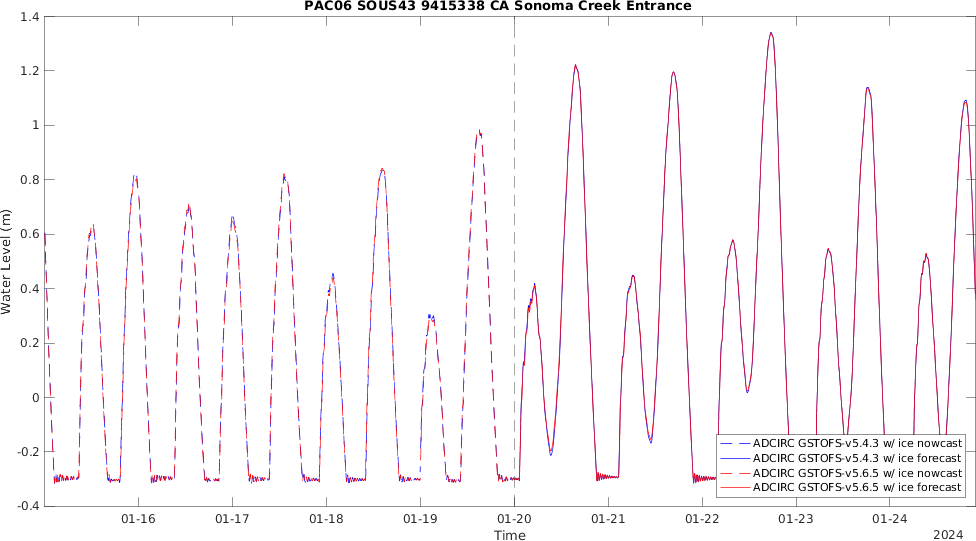 PAC06 SOUS43 9415338 CA Sonoma Creek Entrance
1.4
1.2
1
0.8
0.6
0.4
0.2
0
-0.2
-0.4
Water Level (m)
ADCIRC GSTOFS-v5.4.3 w/ ice nowcast
ADCIRC GSTOFS-v5.4.3 w/ ice forecast
ADCIRC GSTOFS-v5.6.5 w/ ice nowcast
ADCIRC GSTOFS-v5.6.5 w/ ice forecast
01-16 01-17 01-18 01-19 01-20 01-21 01-22 01-23 01-24
Time
2024